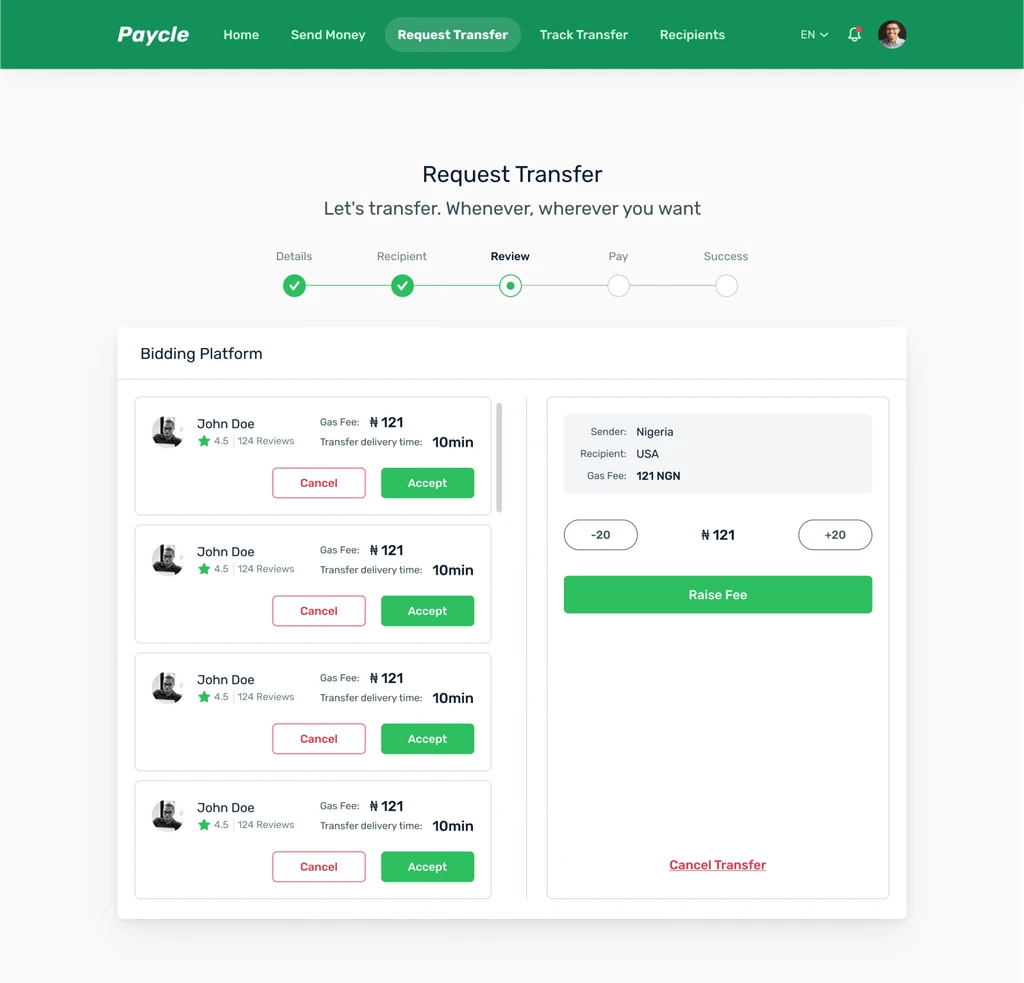 Paycle
Home
Send Money
Request Transfer
Track Transfer
Recipients
EN
Request Transfer
Let's transfer. Whenever, wherever you want
Details
Recipient
Review
Pay
Success
Bidding Platform
John Doe
4.5
124 Reviews
Gas Fee: ₦ 121
Transfer delivery time: 10min
Cancel
Accept
John Doe
4.5
124 Reviews
Gas Fee: ₦ 121
Transfer delivery time: 10min
Cancel
Accept
John Doe
4.5
124 Reviews
Gas Fee: ₦ 121
Transfer delivery time: 10min
Cancel
Accept
John Doe
4.5
124 Reviews
Gas Fee: ₦ 121
Transfer delivery time: 10min
Cancel
Accept
Sender: Nigeria
Recipient: USA
Gas Fee: 121 NGN
-20
₦ 121
+20
Raise Fee
Cancel Transfer